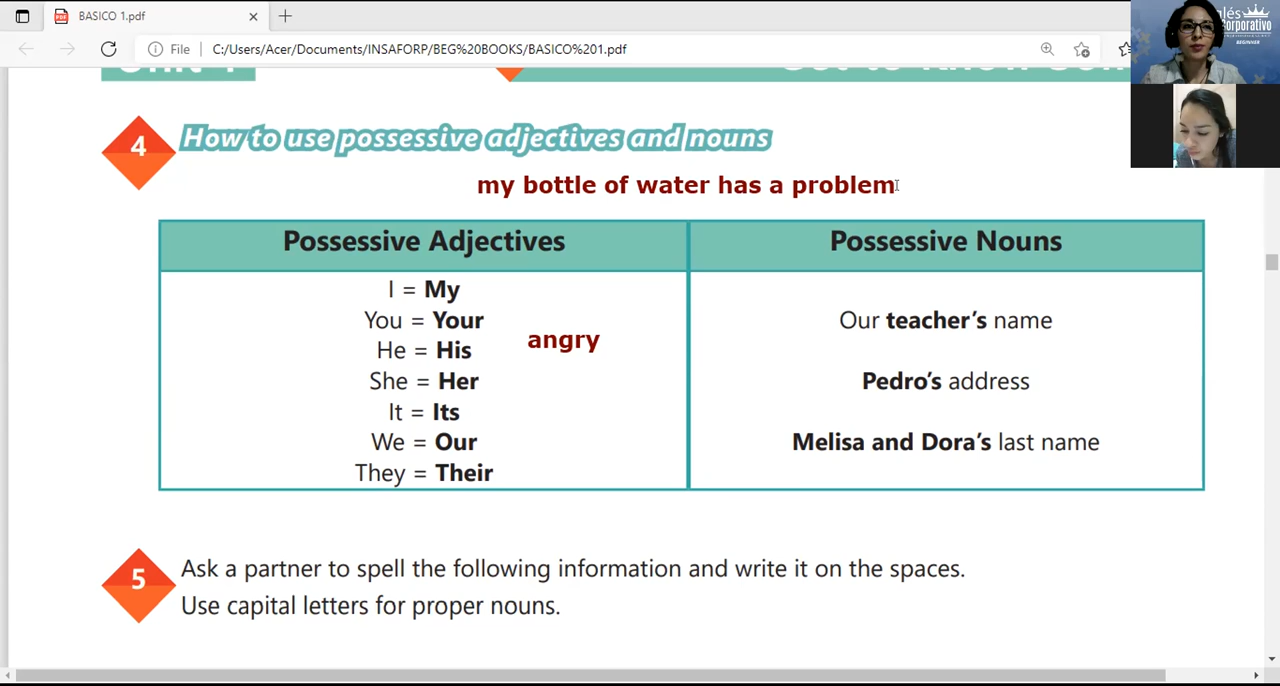 BASICO 1.pdf
File C:/Users/Acer/Documents/INSAFORP/BEG%20BOOKS/BASICO%201.pdf
Corporativo
BEGINNER
4 How to use possessive adjectives and nouns
my bottle of water has a problem
Possessive Adjectives Possessive Nouns
I = My
You = Your
He = His
She = Her
It = Its
We = Our
They = Their
angry
Our teacher's name
Pedro's address
Melisa and Dora's last name
5 Ask a partner to spell the following information and write it on the spaces.
Use capital letters for proper nouns.